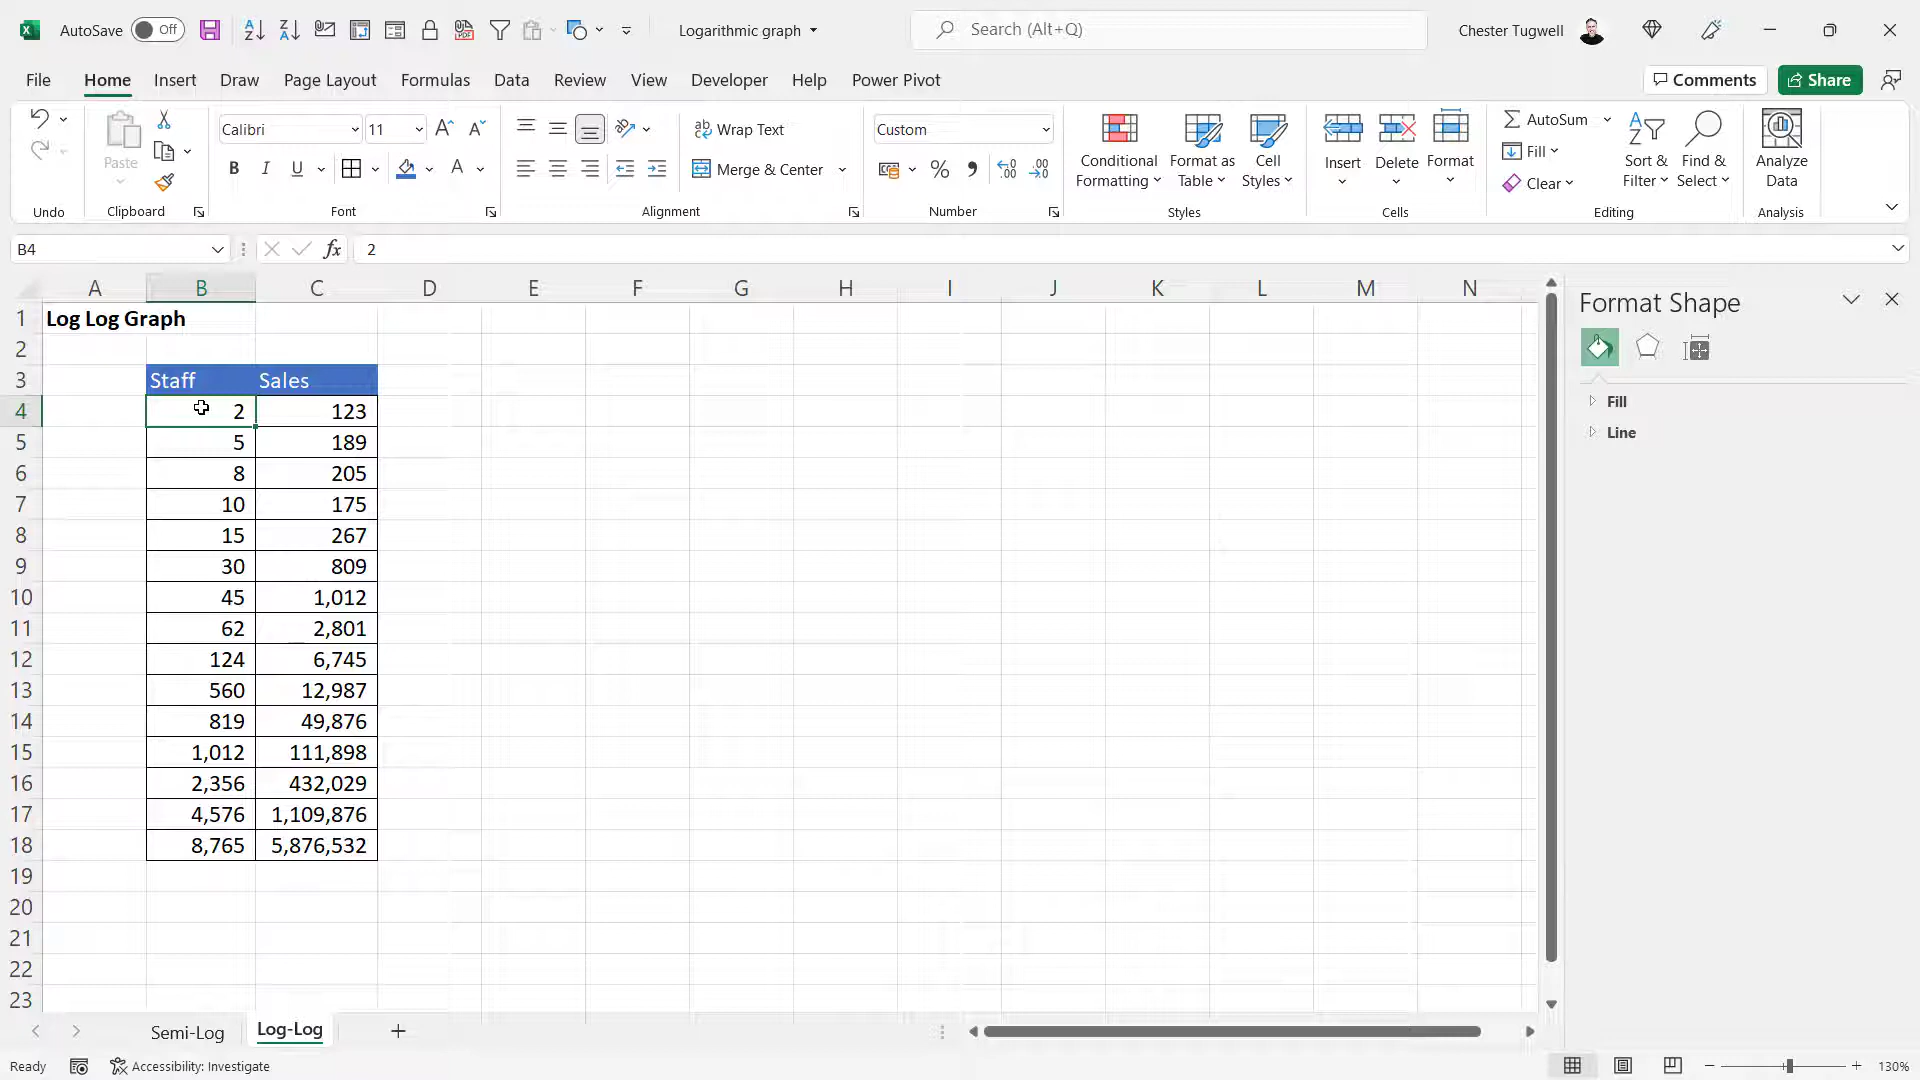 AutoSave Off Logarithmic graph Search (Alt+Q) Chester Tugwell
File Home Insert Draw Page Layout Formulas Data Review View Developer Help Power Pivot Comments Share
Paste Calibri 11 Wrap Text Custom AutoSum
B I U A Merge & Center % Conditional Formatting Format as Table Cell Styles Insert Delete Format Fill Clear Sort & Filter Find & Select Analyze Data
Undo Clipboard Font Alignment Number Styles Cells Editing Analysis
B4 fx 2
A B C D E F G H I J K L M N
1 Log Log Graph
2
3 Staff Sales
4 2 123
5 5 189
6 8 205
7 10 175
8 15 267
9 30 809
10 45 1,012
11 62 2,801
12 124 6,745
13 560 12,987
14 819 49,876
15 1,012 111,898
16 2,356 432,029
17 4,576 1,109,876
18 8,765 5,876,532
19
20
21
22
23
Format Shape
Fill
Line
Semi-Log Log-Log
Ready Accessibility: Investigate 130%